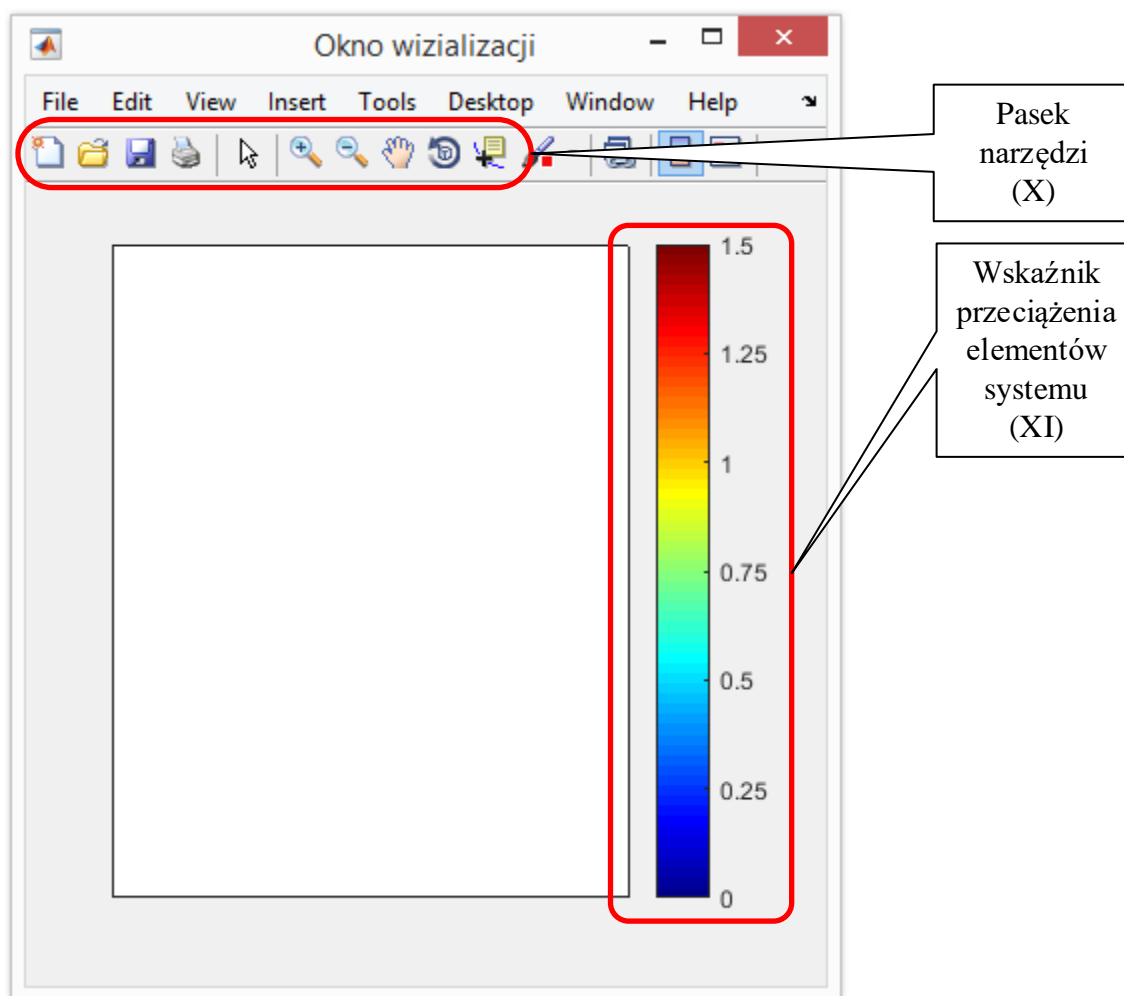 Okno wizializacji
File Edit View Insert Tools Desktop Window Help
Pasek
narzędzi
(X)
Wskaźnik
przeciążenia
elementów
systemu
(XI)
1.5
1.25
1
0.75
0.5
0.25
0